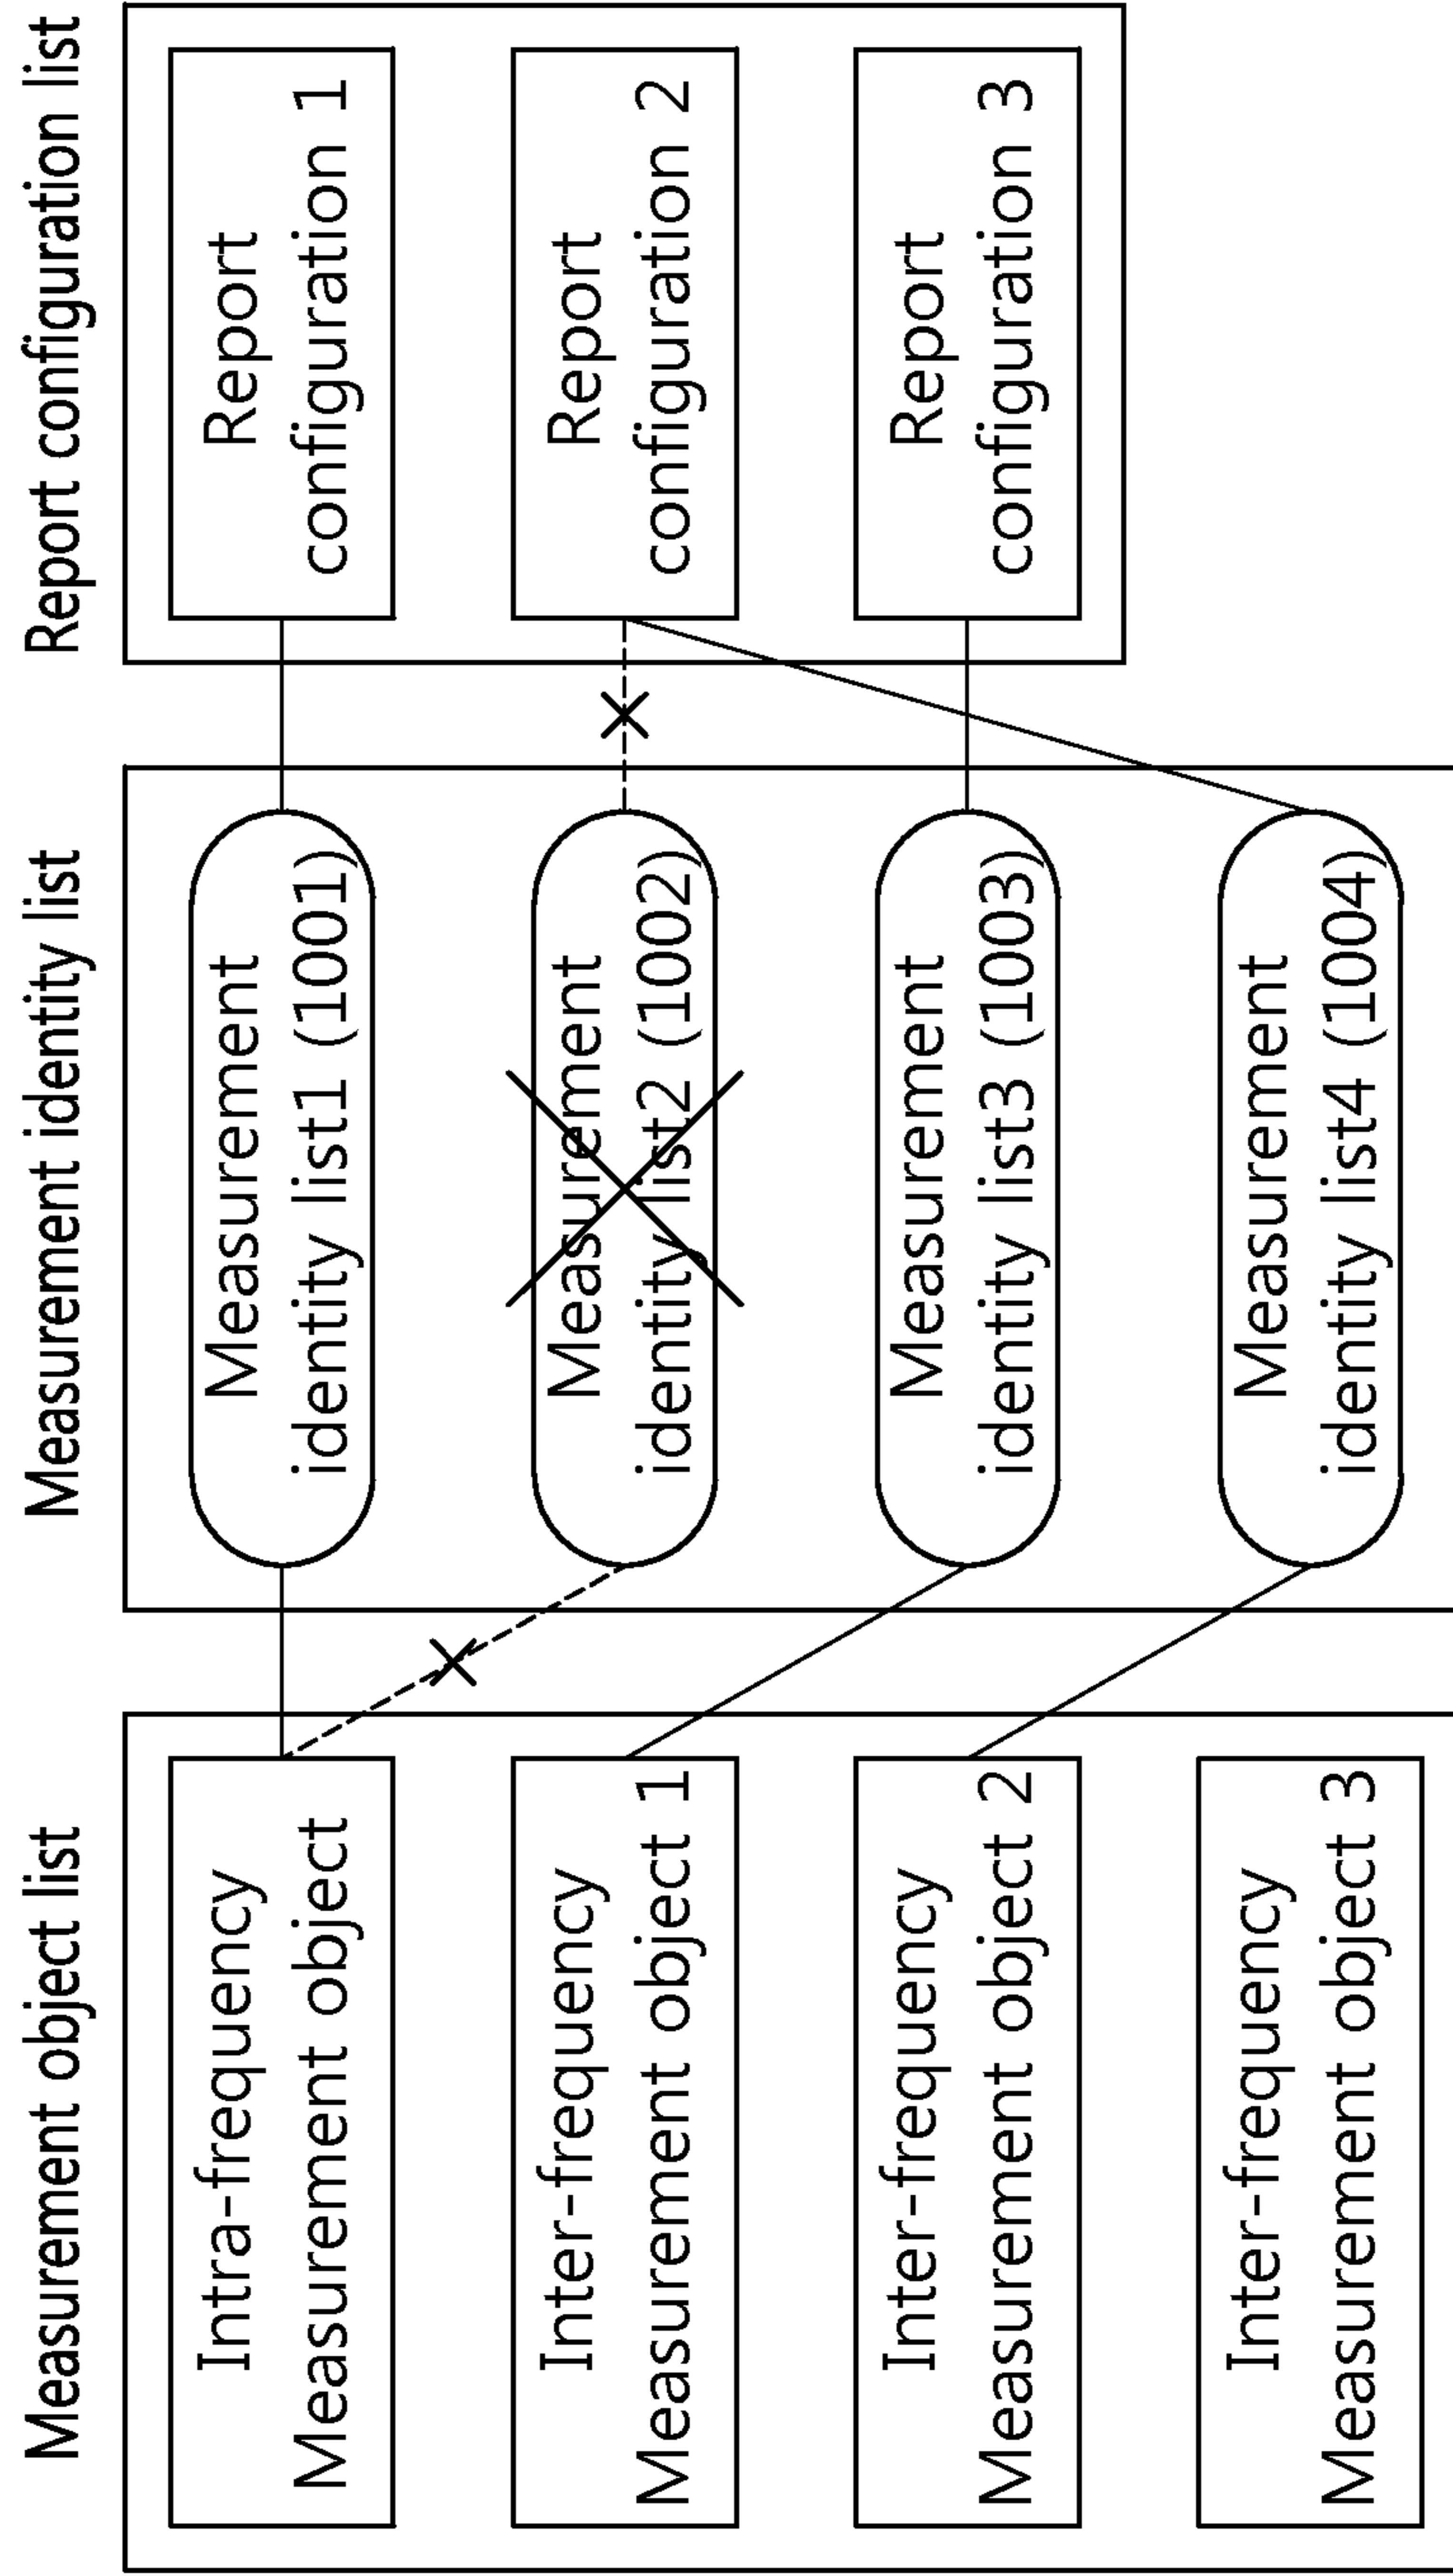 Measurement object list
Measurement identity list
Report configuration list
Intra-frequency
Measurement object
Measurement
identity list1 (1001)
Report
configuration 1
Inter-frequency
Measurement object 1
Measurement
identity list2 (1002)
Report
configuration 2
Inter-frequency
Measurement object 2
Measurement
identity list3 (1003)
Report
configuration 3
Inter-frequency
Measurement object 3
Measurement
identity list4 (1004)